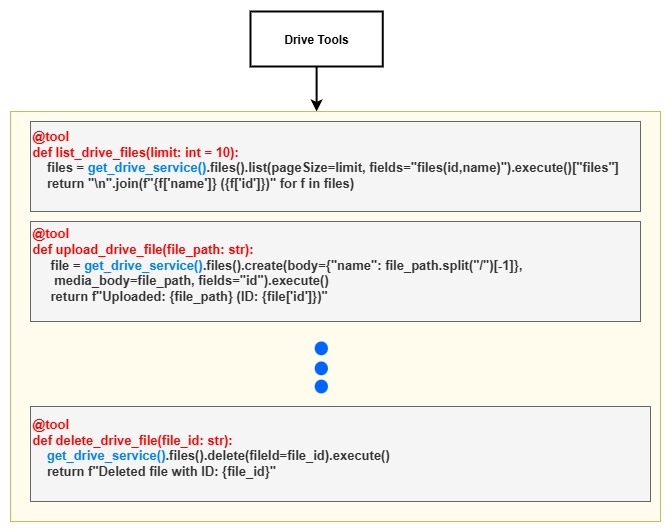 Drive Tools
@tool
def list_drive_files(limit: int = 10):
files = get_drive_service().files().list(pageSize=limit, fields="files(id,name)").execute()["files"]
return "\n".join(f"{f['name']} ({f['id']})" for f in files)
@tool
def upload_drive_file(file_path: str):
file = get_drive_service().files().create(body={"name": file_path.split("/")[-1]},
media_body=file_path, fields="id").execute()
return f"Uploaded: {file_path} (ID: {file['id']})"
@tool
def delete_drive_file(file_id: str):
get_drive_service().files().delete(fileId=file_id).execute()
return f"Deleted file with ID: {file_id}"